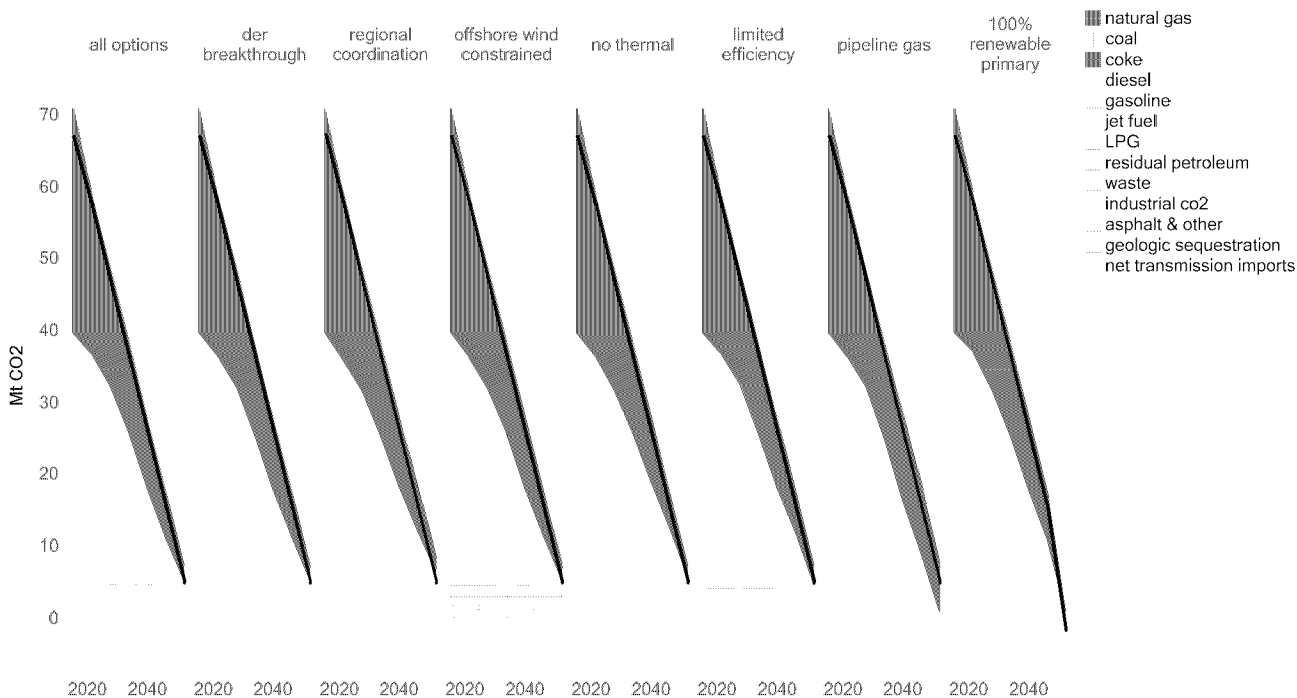 all options
der
breakthrough
regional
coordination
offshore wind
constrained
no thermal
limited
efficiency
pipeline gas
100%
renewable
primary
natural gas
coal
coke
diesel
gasoline
jet fuel
LPG
residual petroleum
waste
industrial co2
asphalt & other
geologic sequestration
net transmission imports
Mt CO2
70
60
50
40
30
20
10
0
2020 2040 2020 2040 2020 2040 2020 2040 2020 2040 2020 2040 2020 2040 2020 2040